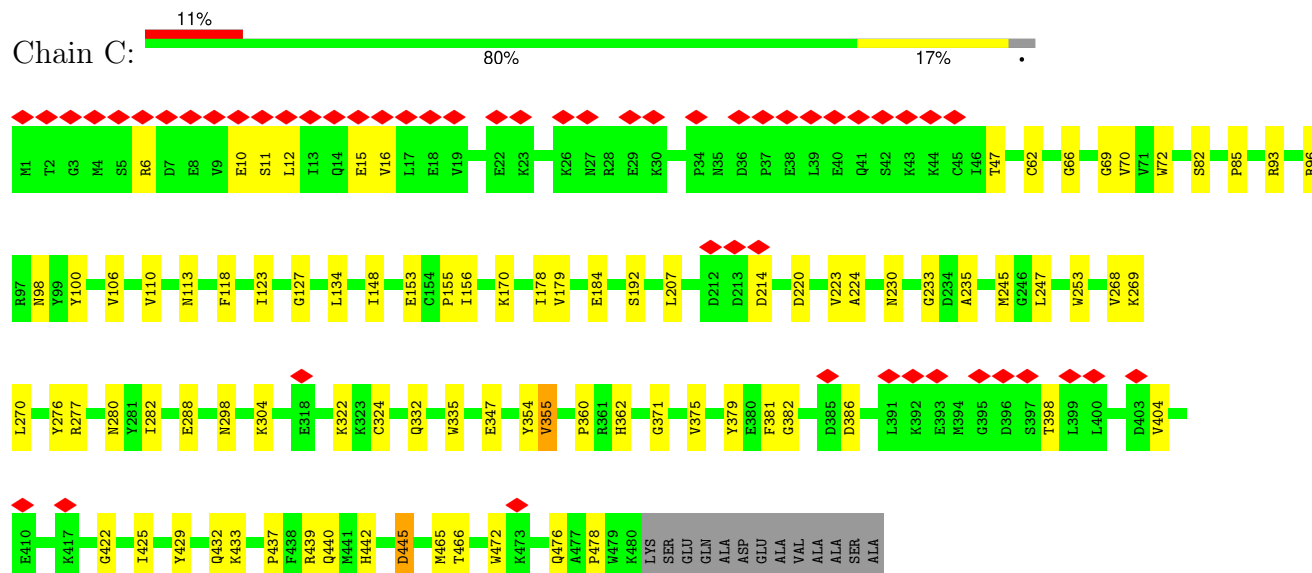 11%
Chain C:
80% 17% •
M1 T2 G3 M4 S5 R6 D7 E8 V9 E10 S11 L12 I13 Q14 E15 V16 L17 E18 V19 E22 K23 K26 N27 R28 E29 K30 P34 N35 D36 P37 E38 L39 E40 Q41 S42 K43 K44 C45 I46 T47 C62 G66 G69 V70 V71 W72 S82 P85 R93 R96
R97 N98 Y99 Y100 V106 V110 N113 F118 I123 G127 L134 I148 E153 C154 P155 I156 K170 I178 V179 E184 S192 L207 D212 D213 D214 D220 V223 A224 N230 G233 D234 A235 M245 G246 L247 W253 V268 K269
L270 Y276 R277 N280 Y281 I282 E288 N298 K304 E318 K322 K323 C324 Q332 W335 E347 Y354 V355 P360 R361 H362 G371 V375 Y379 E380 F381 G382 D385 D386 L391 K392 E393 M394 G395 D396 S397 T398 L399 L400 D403 V404
E410 K417 G422 I425 Y429 Q432 K433 P437 F438 R439 Q440 M441 H442 D445 M465 T466 W472 K473 Q476 A477 P478 W479 K480 LYS SER GLU GLN ALA ASP GLU ALA VAL ALA ALA SER ALA